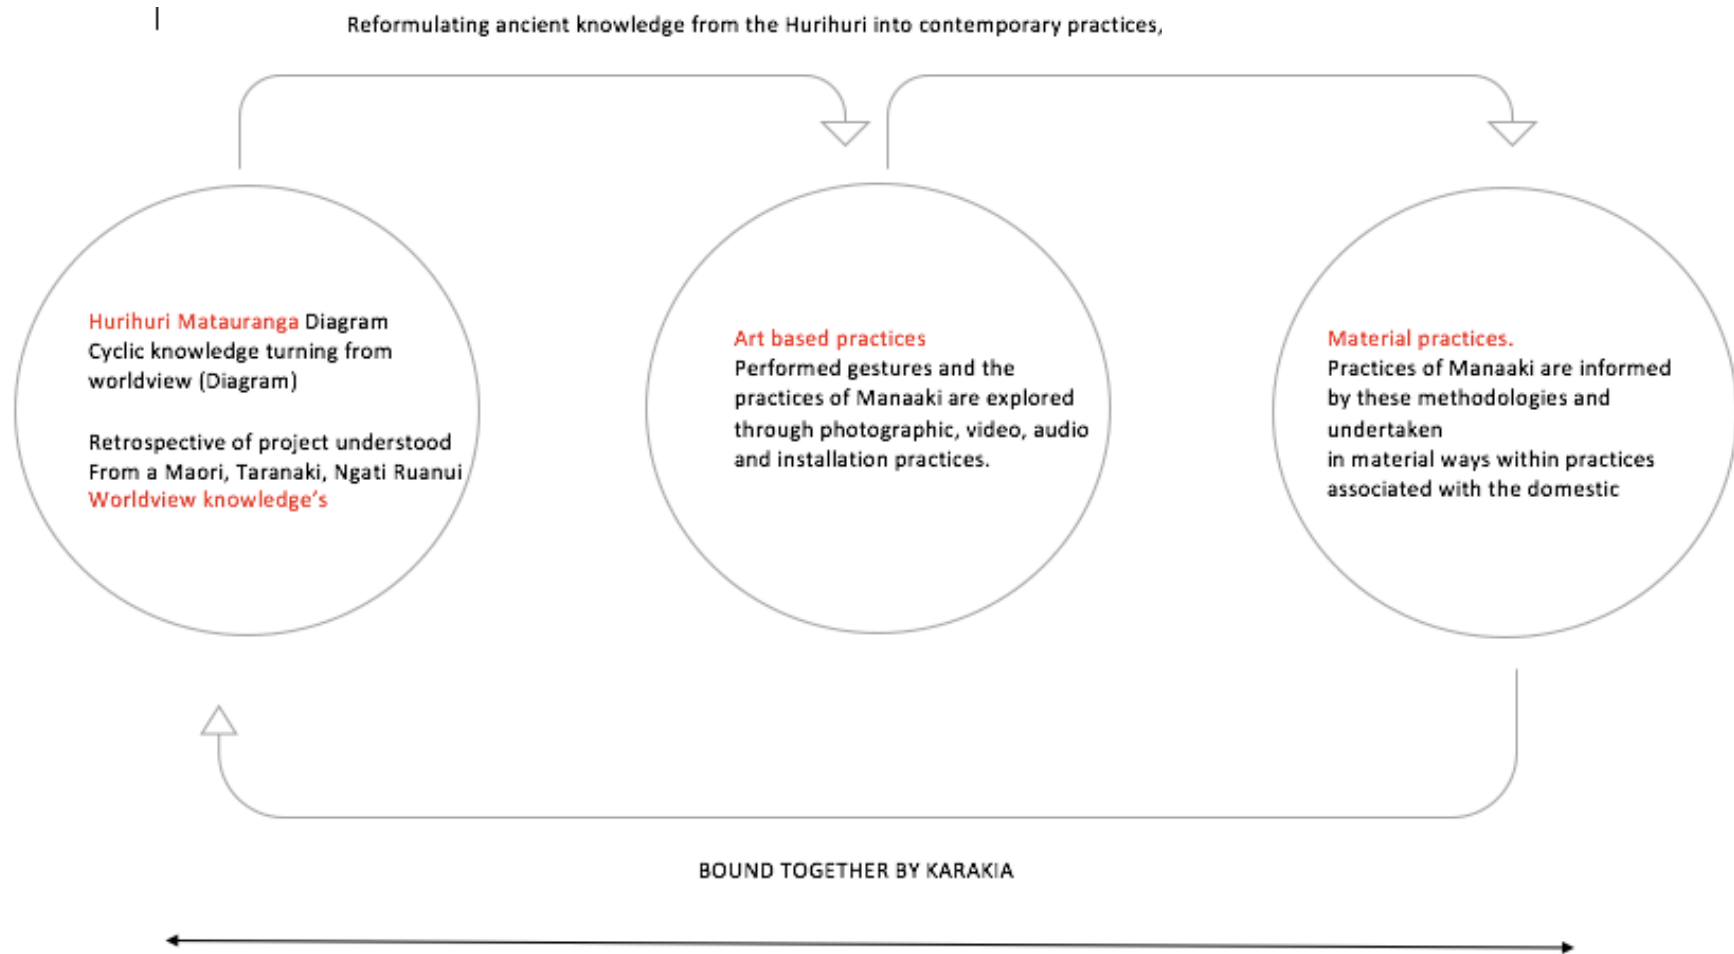 Reformulating ancient knowledge from the Hurihuri into contemporary practices,
Hurihuri Matauranga Diagram
Cyclic knowledge turning from
worldview (Diagram)
Retrospective of project understood
From a Maori, Taranaki, Ngati Ruanui
Worldview knowledge's
Art based practices
Performed gestures and the
practices of Manaaki are explored
through photographic, video, audio
and installation practices.
Material practices.
Practices of Manaaki are informed
by these methodologies and
undertaken
in material ways within practices
associated with the domestic
BOUND TOGETHER BY KARAKIA